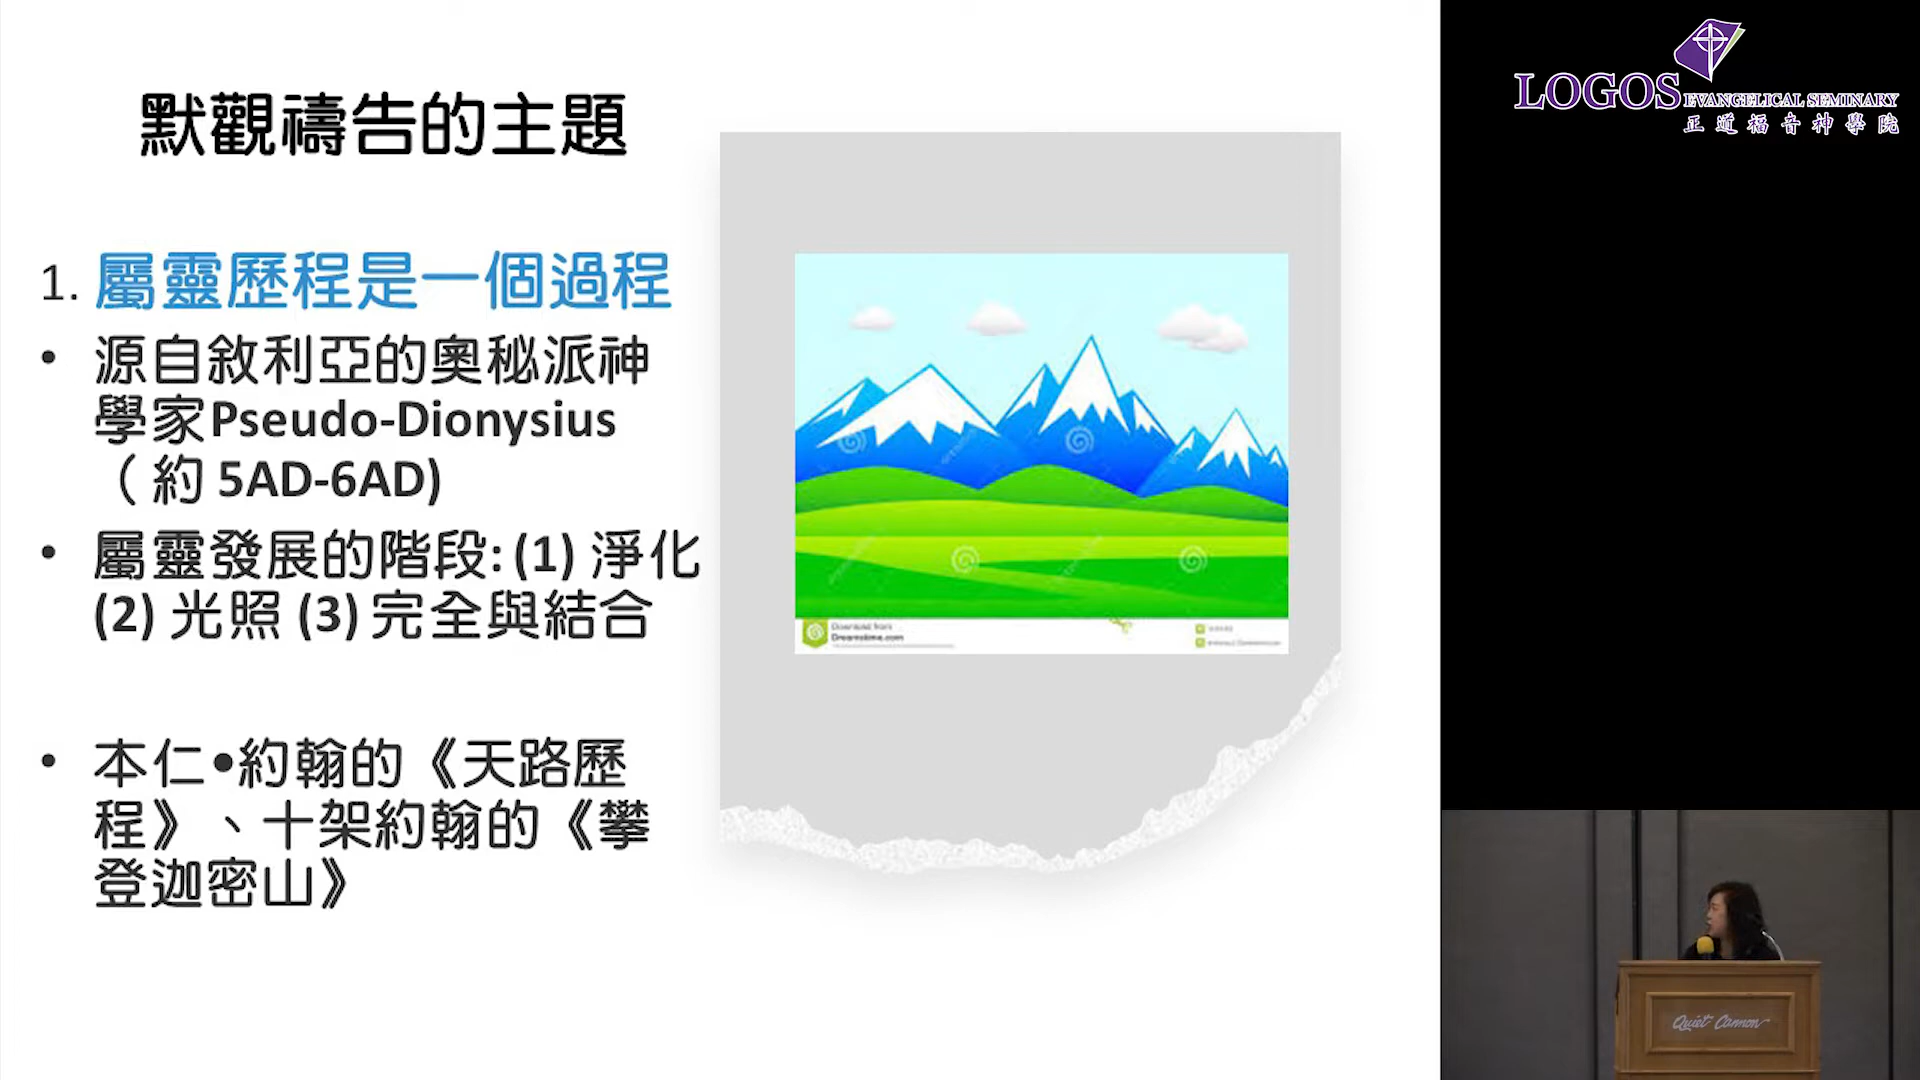 默觀禱告的主題
1. 屬靈歷程是一個過程
• 源自敘利亞的奧秘派神
學家Pseudo-Dionysius
（約 5AD-6AD)
• 屬靈發展的階段: (1) 淨化
(2) 光照 (3) 完全與結合
• 本仁•約翰的《天路歷
程》、十架約翰的《攀
登迦密山》
Download from
Dreamstime.com
LOGOS EVANGELICAL SEMINARY
正道福音神學院
Quiet Cannon